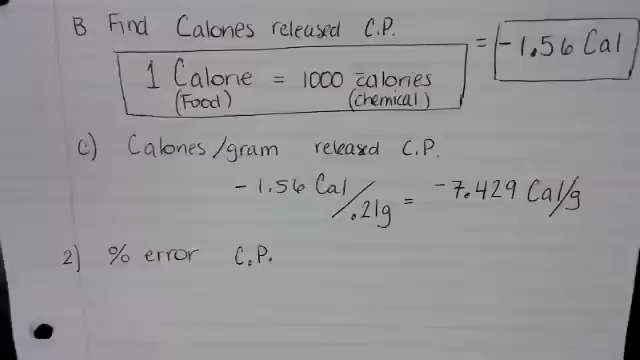 B Find Calories released C.P.
1 Calorie = 1000 calories = -1.56 Cal
(Food) (Chemical)
c) Calories/gram released C.P.
-1.56 Cal/.21g = -7.429 Cal/g
2) % error C.P.